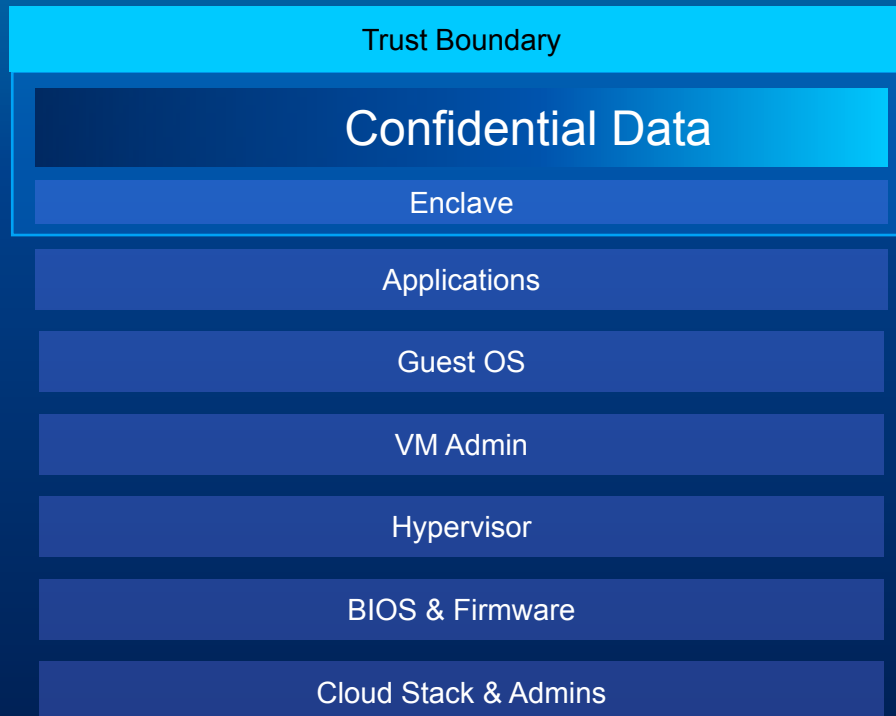 Trust Boundary
Confidential Data
Enclave
Applications
Guest OS
VM Admin
Hypervisor
BIOS & Firmware
Cloud Stack & Admins